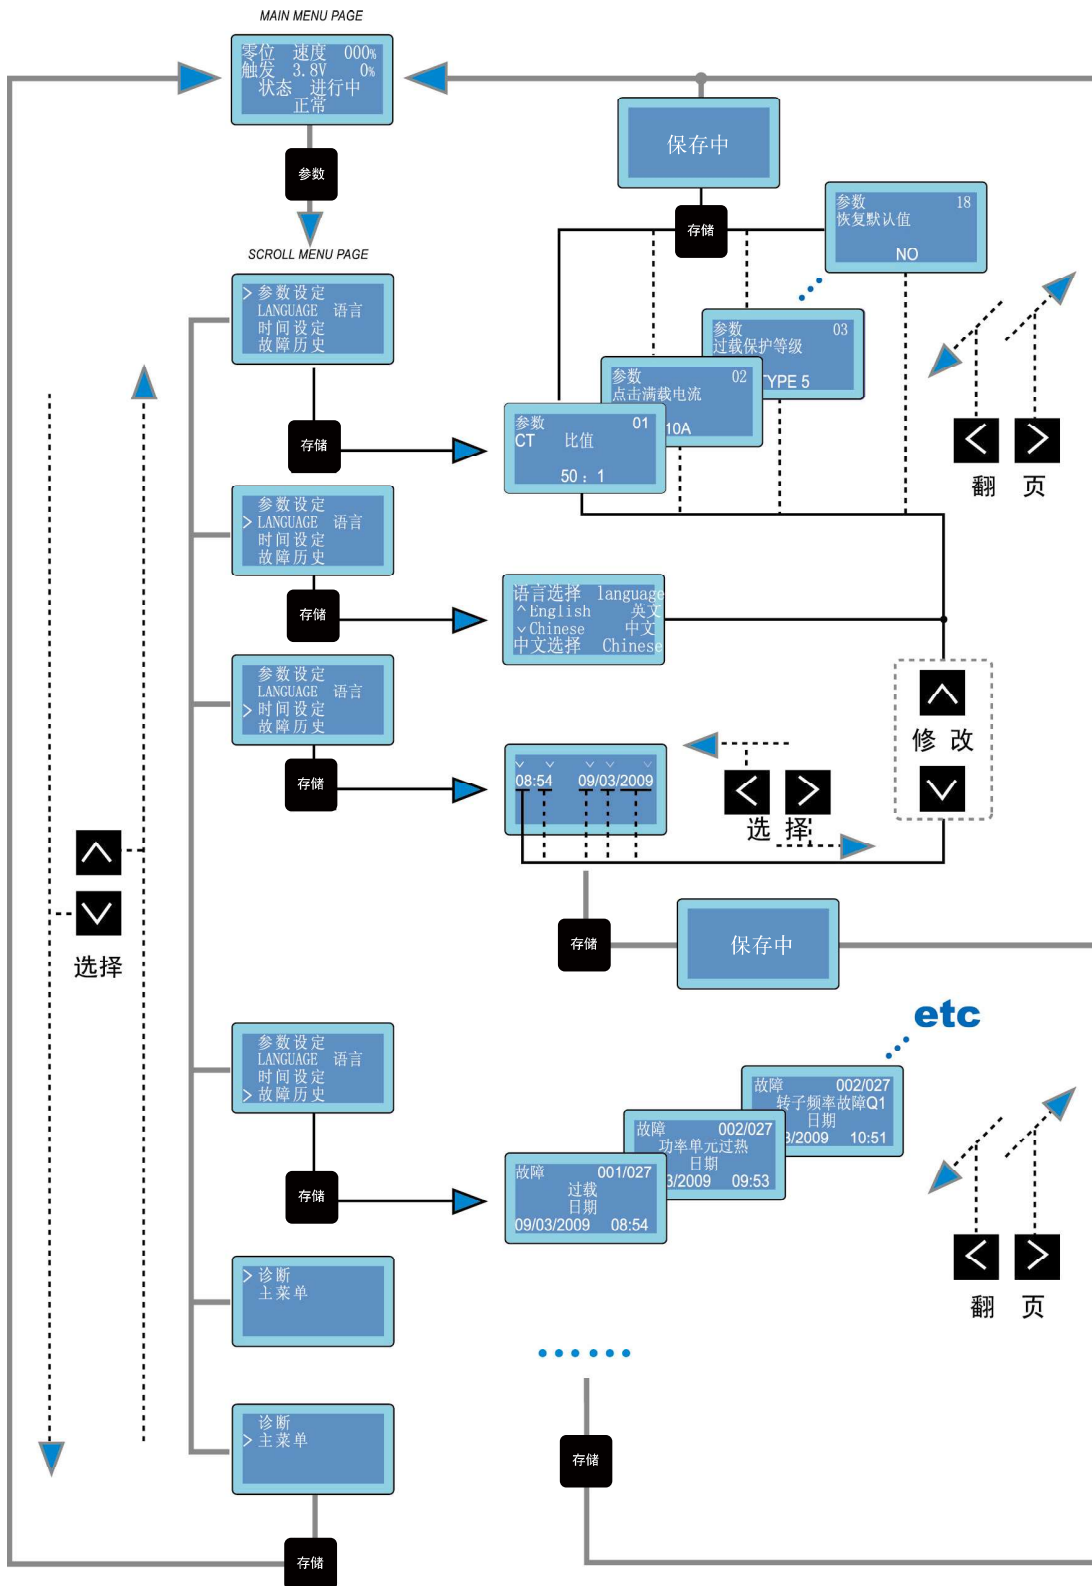 MAIN MENU PAGE
零位 速度 000%
触发 3.8V 0%
状态 进行中
正常
参数
SCROLL MENU PAGE
保存中
存储
参数 18
恢复默认值
NO
参数 03
过载保护等级
TYPE 5
参数 02
点击满载电流
10A
参数 01
CT 比值
50 : 1
翻 页
> 参数设定
LANGUAGE 语言
时间设定
故障历史
存储
参数设定
> LANGUAGE 语言
时间设定
故障历史
存储
语言选择 language
^ English 英文
v Chinese 中文
中文选择 Chinese
参数设定
LANGUAGE 语言
> 时间设定
故障历史
存储
08:54 09/03/2009
选 择
修 改
存储
保存中
选择
参数设定
LANGUAGE 语言
时间设定
> 故障历史
存储
etc
故障 002/027
转子频率故障Q1
日期
3/2009 10:51
故障 002/027
功率单元过热
日期
3/2009 09:53
故障 001/027
过载
日期
09/03/2009 08:54
翻 页
> 诊断
主菜单
诊断
> 主菜单
存储
存储